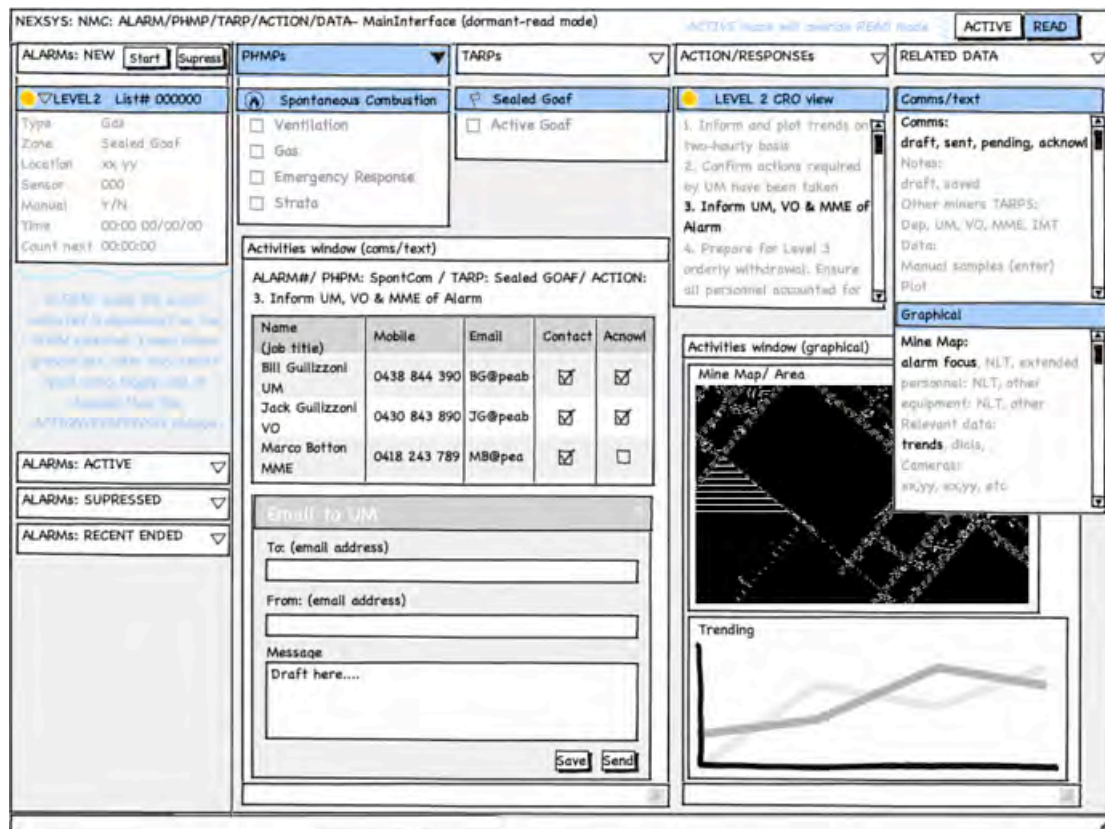 NEXSYS: NMC: ALARM/PHMP/TARP/ACTION/DATA- MainInterface (dormant-read mode)
ACTIVE mode will override READ mode
ACTIVE
READ
ALARMs: NEW
Start
Supress
PHMPs
TARPs
ACTION/RESPONSEs
RELATED DATA
LEVEL2 List# 000000
Type Gas
Zone Sealed Goaf
Location xx yy
Sensor 000
Manual Y/N
Time 00:00 00/00/00
Count next 00:00:00
ALARMs: ACTIVE
ALARMs: SUPRESSED
ALARMs: RECENT ENDED
Spontaneous Combustion
Ventilation
Gas
Emergency Response
Strata
Sealed Goaf
Active Goaf
Activities window (coms/text)
ALARM#/ PHPM: SpontCom / TARP: Sealed GOAF/ ACTION:
3. Inform UM, VO & MME of Alarm
Name
(job title)
Mobile
Email
Contact
Acnowl
Bill Guilizzoni
UM
0438 844 390
BG@peab
Jack Guilizzoni
VO
0430 843 890
JG@peab
Marco Botton
MME
0418 243 789
MB@pea
Email to UM
To: (email address)
From: (email address)
Message
Draft here....
Save
Send
LEVEL 2 CRO view
1. Inform and plot trends on
two-hourly basis
2. Confirm actions required
by UM have been taken
3. Inform UM, VO & MME of
Alarm
4. Prepare for Level 3
orderly withdrawal. Ensure
all personnel accounted for
Activities window (graphical)
Mine Map/ Area
Trending
Comms/text
Comms:
draft, sent, pending, acknowl
Notes:
draft, saved
Other miners TARPS:
Dep, UM, VO, MME, IMT
Data:
Manual samples (enter)
Plot
Graphical
Mine Map:
alarm focus, NLT, extended
personnel: NLT, other
equipment: NLT, other
Relevant data:
trends, dials,
Cameras:
xx,yy, xx,yy, etc